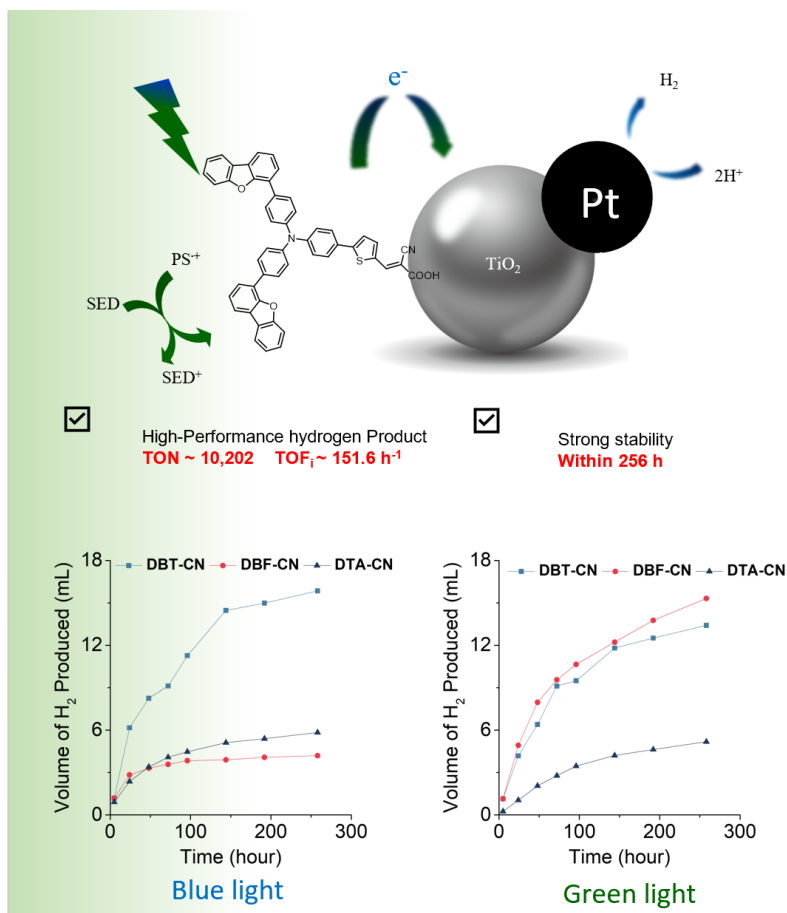 e⁻
H₂
Pt
2H⁺
O
N
S
CN
COOH
TiO₂
O
PS·⁺
SED
SED⁺
High-Performance hydrogen Product
TON ~ 10,202 TOFᵢ ~ 151.6 h⁻¹
Strong stability
Within 256 h
DBT-CN DBF-CN DTA-CN
Volume of H₂ Produced (mL)
18
12
6
0
0 100 200 300
Time (hour)
Blue light
DBT-CN DBF-CN DTA-CN
Volume of H₂ Produced (mL)
18
12
6
0
0 100 200 300
Time (hour)
Green light